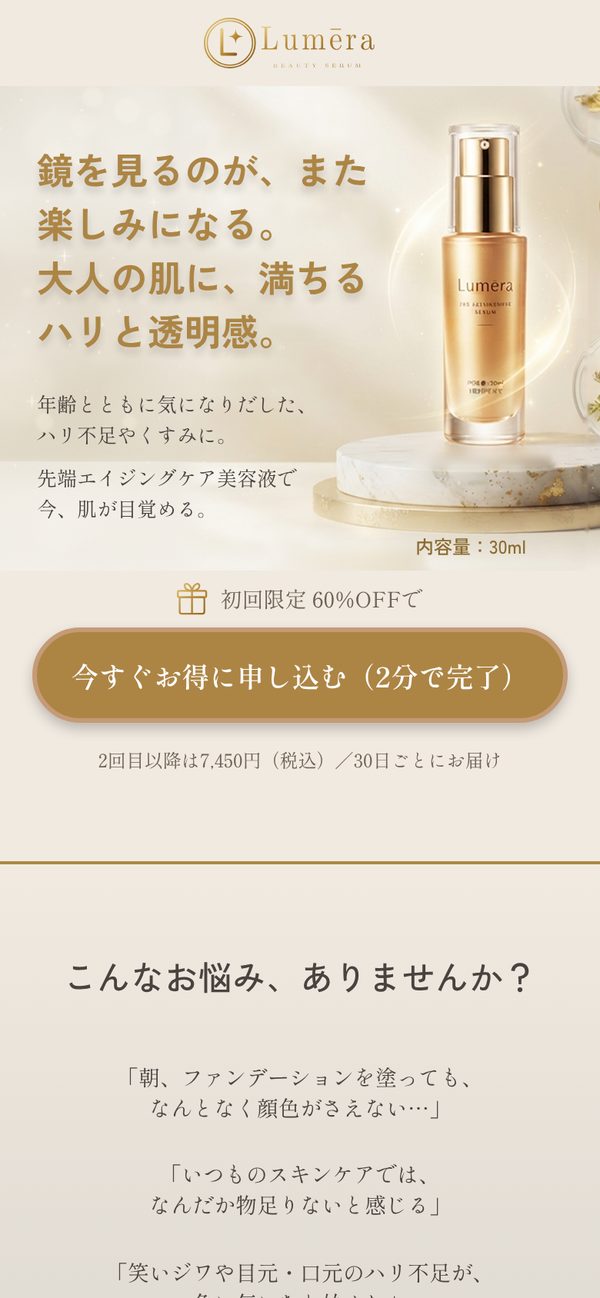 Lumēra
BEAUTY SERUM
鏡を見るのが、また
楽しみになる。
大人の肌に、満ちる
ハリと透明感。
年齢とともに気になりだした、
ハリ不足やくすみに。
先端エイジングケア美容液で
今、肌が目覚める。
Lumēra
SERUM
内容量：30ml
初回限定 60%OFFで
今すぐお得に申し込む（2分で完了）
2回目以降は7,450円（税込）／30日ごとにお届け
こんなお悩み、ありませんか？
「朝、ファンデーションを塗っても、
なんとなく顔色がさえない…」
「いつものスキンケアでは、
なんだか物足りないと感じる」
「笑いジワや目元・口元のハリ不足が、